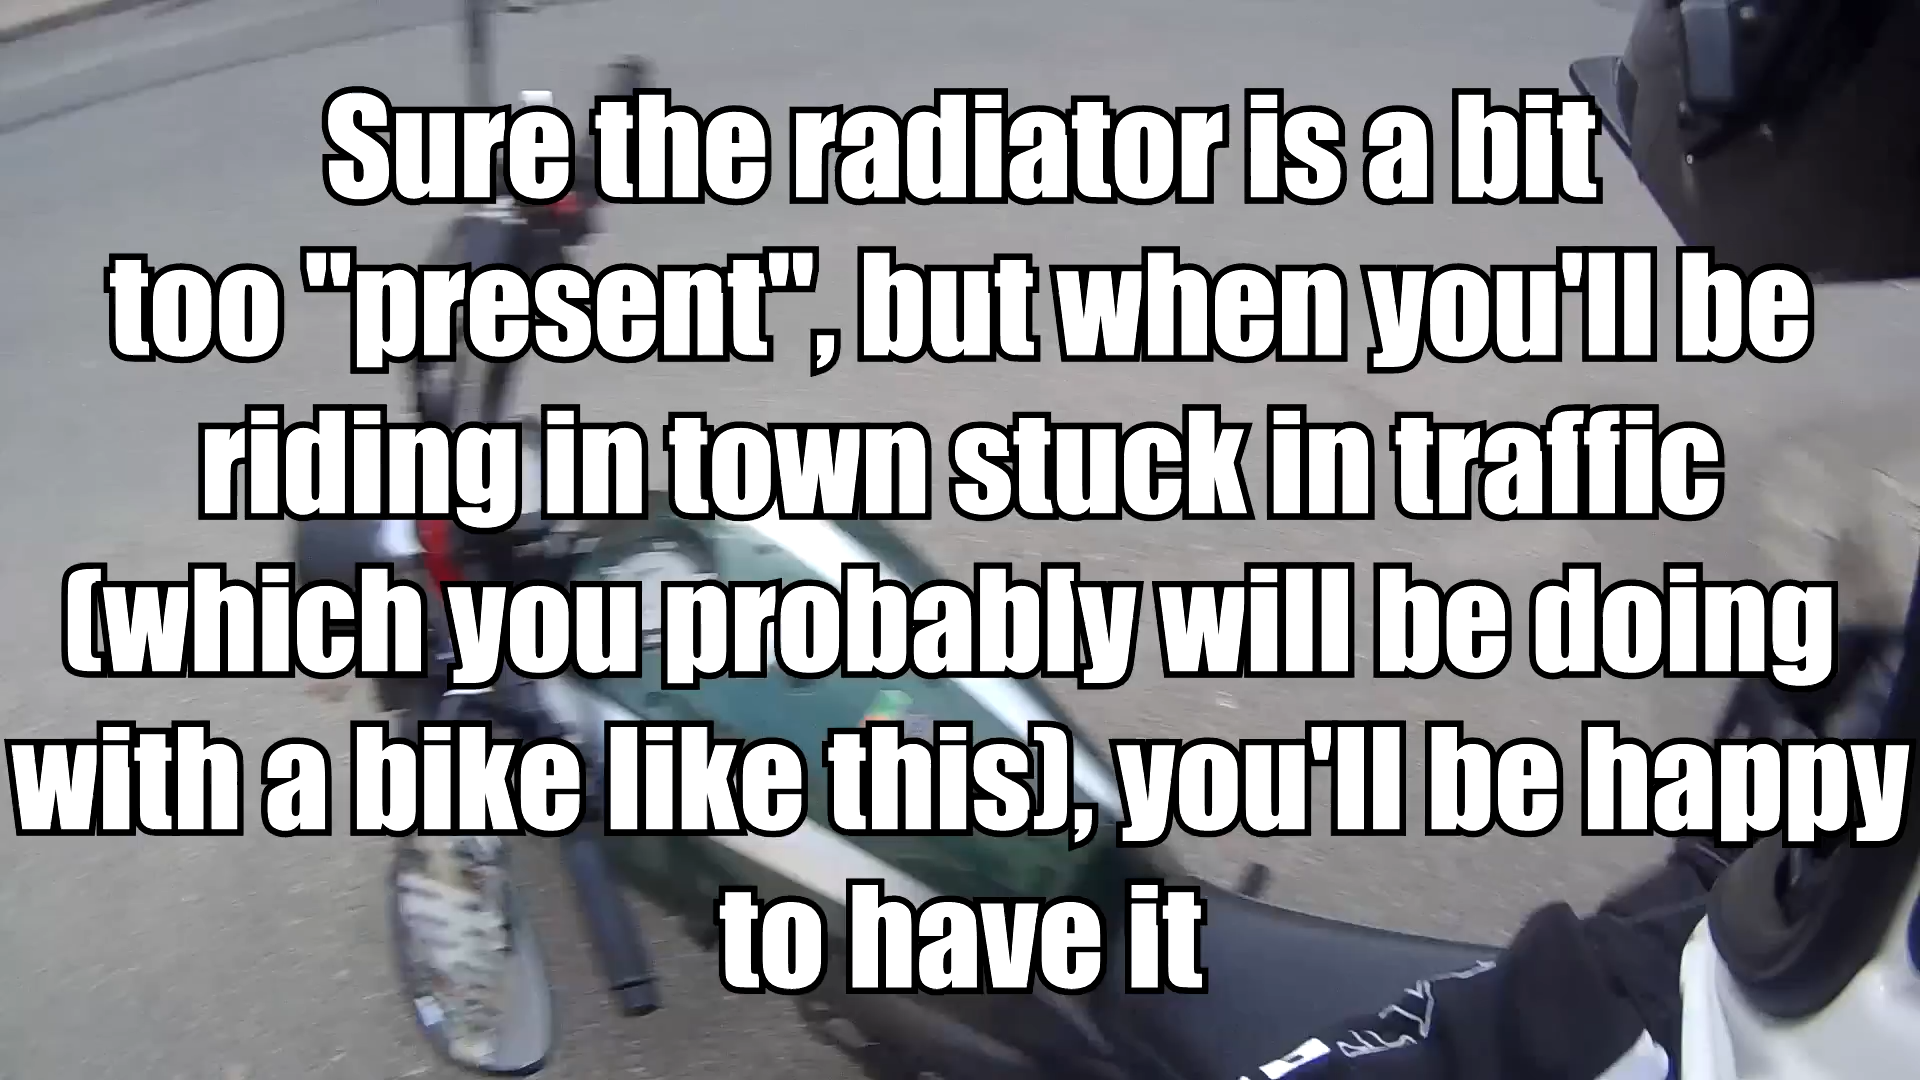 Sure the radiator is a bit
too "present", but when you'll be
riding in town stuck in traffic
(which you probably will be doing
with a bike like this), you'll be happy
to have it